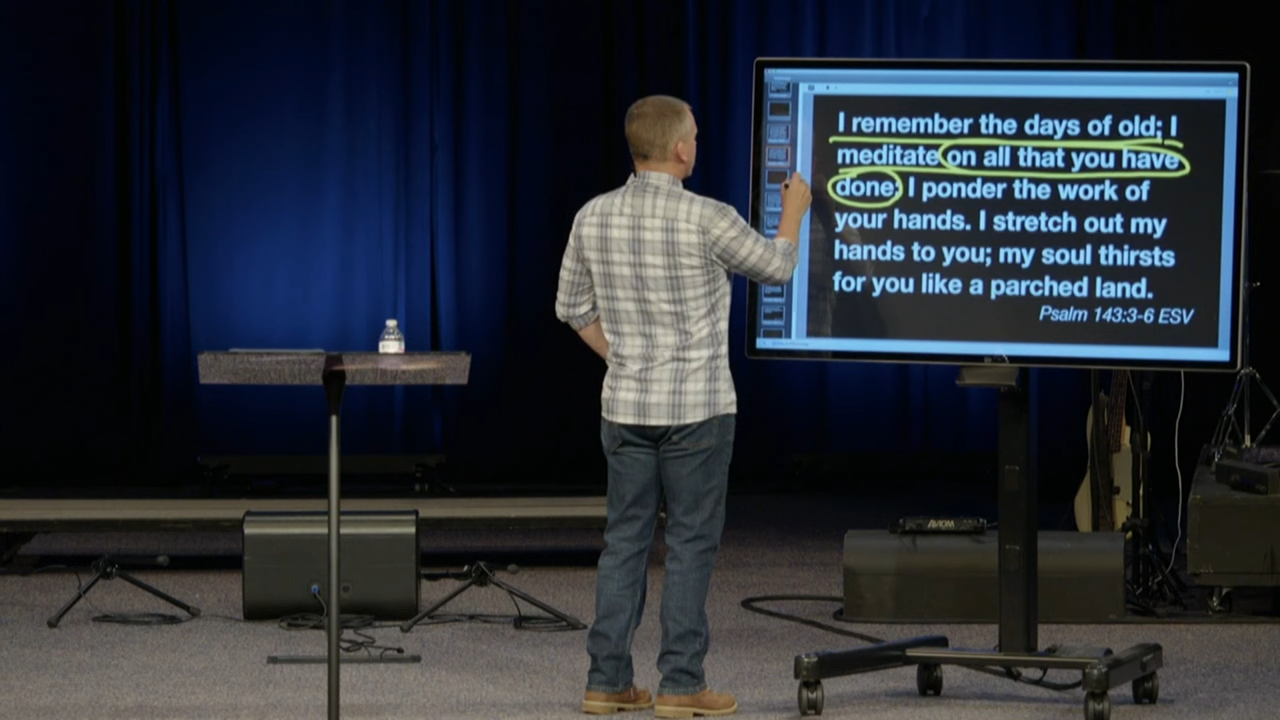 I remember the days of old; I
meditate on all that you have
done; I ponder the work of
your hands. I stretch out my
hands to you; my soul thirsts
for you like a parched land.
Psalm 143:3-6 ESV
AVIOM